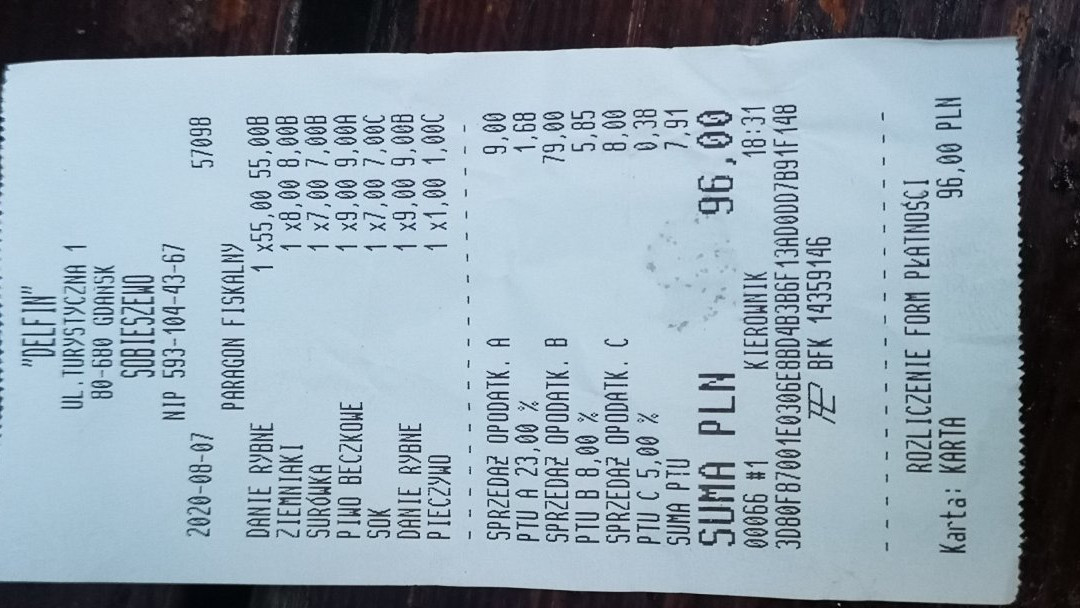 "DELFIN"
UL.TURYSTYCZNA 1
80-680 GDAŃSK
SOBIESZEWO
NIP 593-104-43-67
2020-08-07 57098
PARAGON FISKALNY
DANIE RYBNE 1 x55,00 55,00B
ZIEMNIAKI 1 x8,00 8,00B
SURÓWKA 1 x7,00 7,00B
PIWO BECZKOWE 1 x9,00 9,00A
SOK 1 x7,00 7,00C
DANIE RYBNE 1 x9,00 9,00B
PIECZYWO 1 x1,00 1,00C
SPRZEDAŻ OPODATK. A 9,00
PTU A 23,00 % 1,68
SPRZEDAŻ OPODATK. B 79,00
PTU B 8,00 % 5,85
SPRZEDAŻ OPODATK. C 8,00
PTU C 5,00 % 0,38
SUMA PTU 7,91
SUMA PLN 96,00
00066 #1 KIEROWNIK 18:31
3D80F87001E0306E8BD4B3B6F13AD0DD7B91F14B
BFK 14359146
ROZLICZENIE FORM PŁATNOŚCI
Karta: KARTA 96,00 PLN